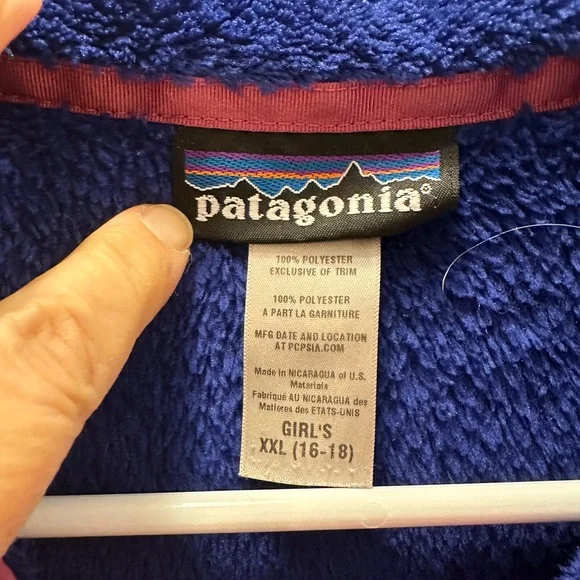 patagonia®
100% POLYESTER
EXCLUSIVE OF TRIM
100% POLYESTER
A PART LA GARNITURE
MFG DATE AND LOCATION
AT PCPSIA.COM
Made in NICARAGUA of U.S.
Materials
Fabriqué AU NICARAGUA des
Matieres des ETATS-UNIS
GIRL'S
XXL (16-18)